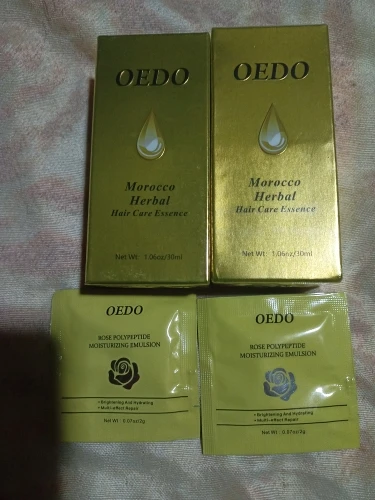 OEDO
Morocco
Herbal
Hair Care Essence
Net Wt : 1.06oz/30ml
OEDO
Morocco
Herbal
Hair Care Essence
Net Wt : 1.06oz/30ml
OEDO
ROSE POLYPEPTIDE
MOISTURIZING EMULSION
• Brightening And Hydrating
• Multi-effect Repair
Net Wt : 0.07oz/2g
OEDO
ROSE POLYPEPTIDE
MOISTURIZING EMULSION
• Brightening And Hydrating
• Multi-effect Repair
Net Wt : 0.07oz/2g